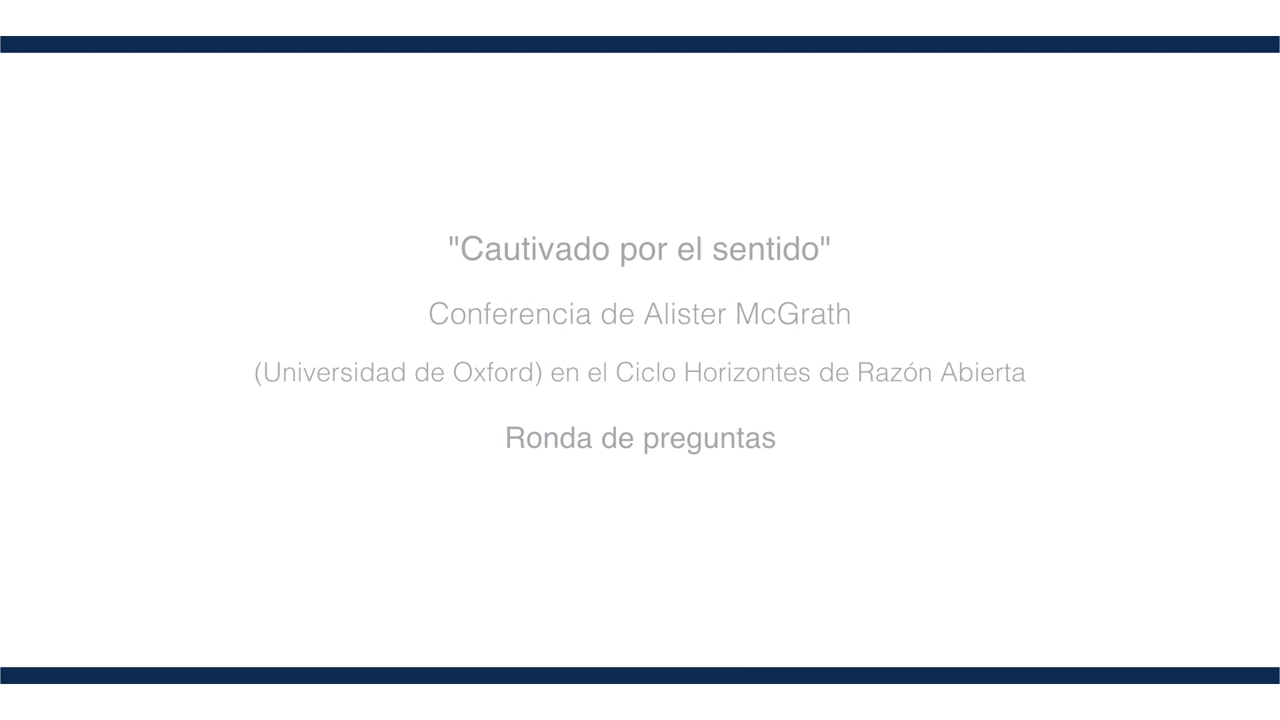 "Cautivado por el sentido"
Conferencia de Alister McGrath
(Universidad de Oxford) en el Ciclo Horizontes de Razón Abierta
Ronda de preguntas